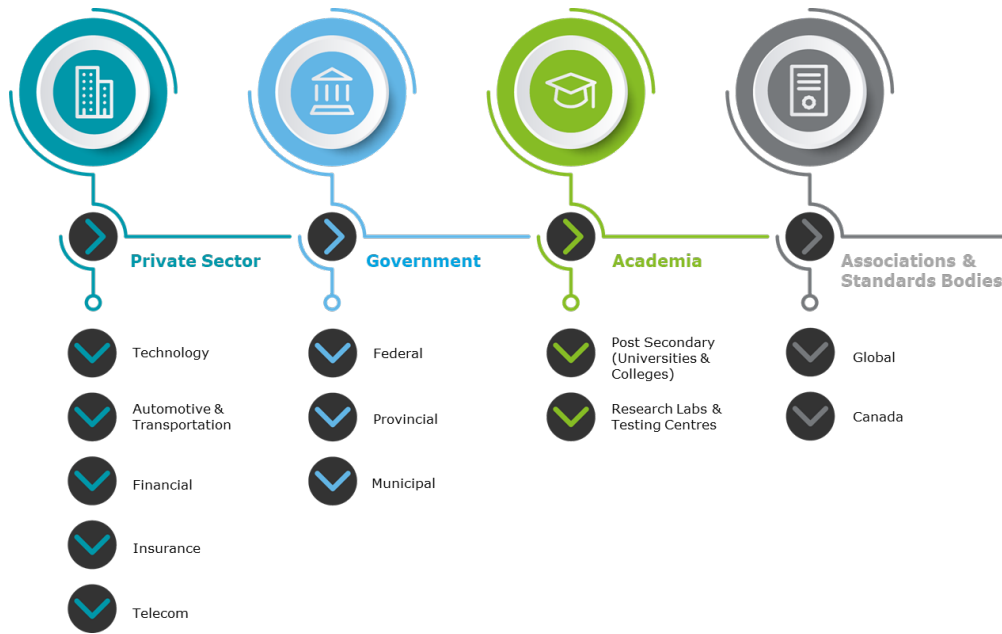 Private Sector
Technology
Automotive &
Transportation
Financial
Insurance
Telecom
Government
Federal
Provincial
Municipal
Academia
Post Secondary
(Universities &
Colleges)
Research Labs &
Testing Centres
Associations &
Standards Bodies
Global
Canada